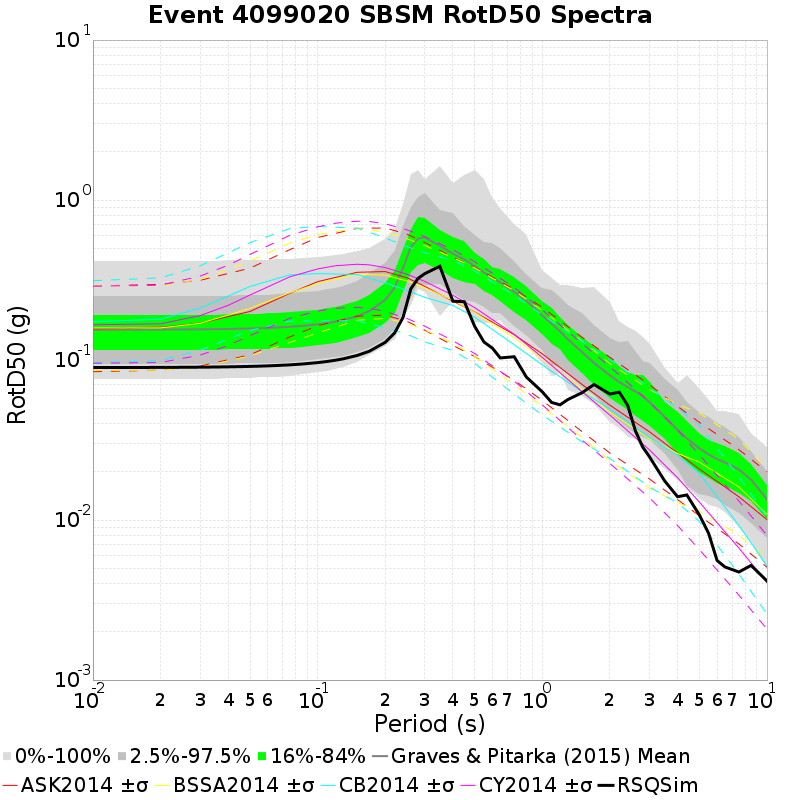 Event 4099020 SBSM RotD50 Spectra
RotD50 (g)
10^1
10^0
10^-1
10^-2
10^-3
10^-2 2 3 4 5 6 10^-1 2 3 4 5 6 7 10^0 2 3 4 5 6 7 10^1
Period (s)
0%-100% 2.5%-97.5% 16%-84% Graves & Pitarka (2015) Mean
ASK2014 ±σ BSSA2014 ±σ CB2014 ±σ CY2014 ±σ RSQSim